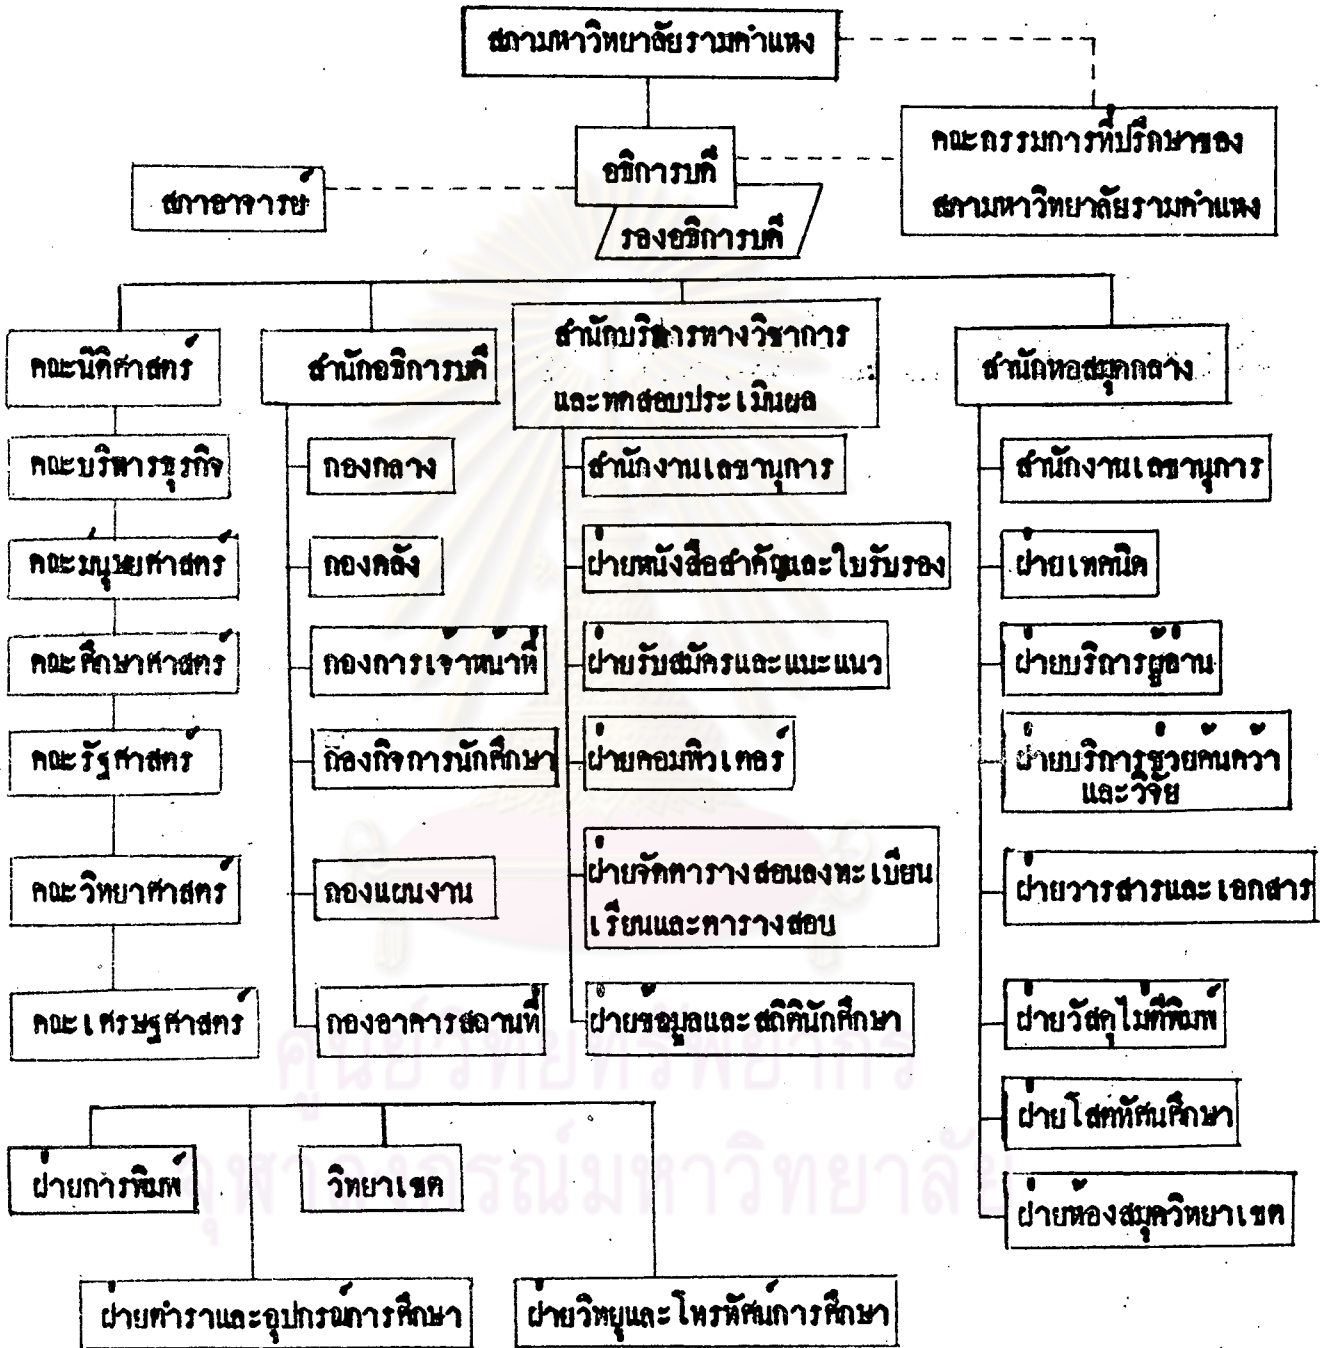 สภามหาวิทยาลัยรามคำแหง
คณะกรรมการที่ปรึกษาของ
สภามหาวิทยาลัยรามคำแหง
อธิการบดี
สภาอาจารย์
รองอธิการบดี
คณะนิติศาสตร์
คณะบริหารธุรกิจ
คณะมนุษยศาสตร์
คณะศึกษาศาสตร์
คณะรัฐศาสตร์
คณะวิทยาศาสตร์
คณะเศรษฐศาสตร์
สำนักอธิการบดี
กองกลาง
กองคลัง
กองการเจ้าหน้าที่
กองกิจการนักศึกษา
กองแผนงาน
กองอาคารสถานที่
สำนักบริการทางวิชาการ
และทดสอบประเมินผล
สำนักงานเลขานุการ
ฝ่ายหนังสือสำคัญและใบรับรอง
ฝ่ายรับสมัครและแนะแนว
ฝ่ายคอมพิวเตอร์
ฝ่ายจัดตารางสอนลงทะเบียน
เรียนและตารางสอบ
ฝ่ายข้อมูลและสถิตินักศึกษา
สำนักหอสมุดกลาง
สำนักงานเลขานุการ
ฝ่ายเทคนิค
ฝ่ายบริการผู้อ่าน
ฝ่ายบริการช่วยค้นคว้า
และวิจัย
ฝ่ายวารสารและเอกสาร
ฝ่ายวัสดุไม่ตีพิมพ์
ฝ่ายโสตทัศนศึกษา
ฝ่ายห้องสมุดวิทยาเขต
ฝ่ายการพิมพ์
วิทยาเขต
ฝ่ายตำราและอุปกรณ์การศึกษา
ฝ่ายวิทยุและโทรทัศน์การศึกษา
ศูนย์วิทยทรัพยากร
จุฬาลงกรณ์มหาวิทยาลัย